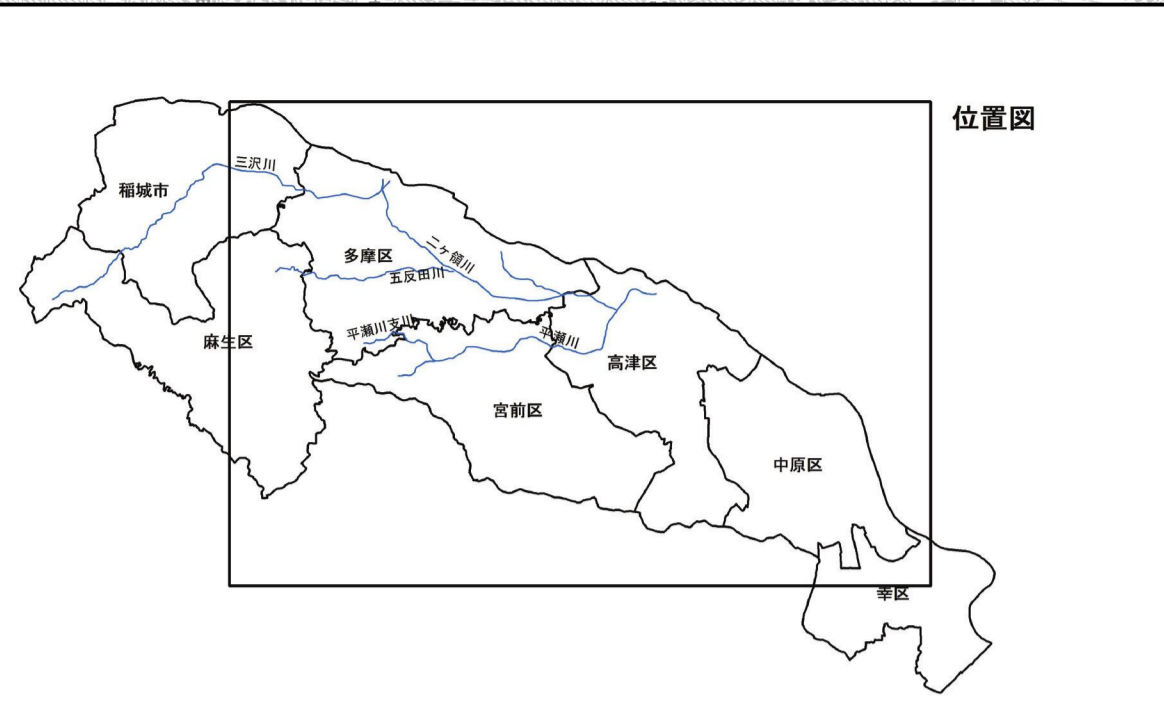 位置図
三沢川
稲城市
多摩区
二ヶ領川
五反田川
平瀬川支川
平瀬川
麻生区
高津区
宮前区
中原区
幸区